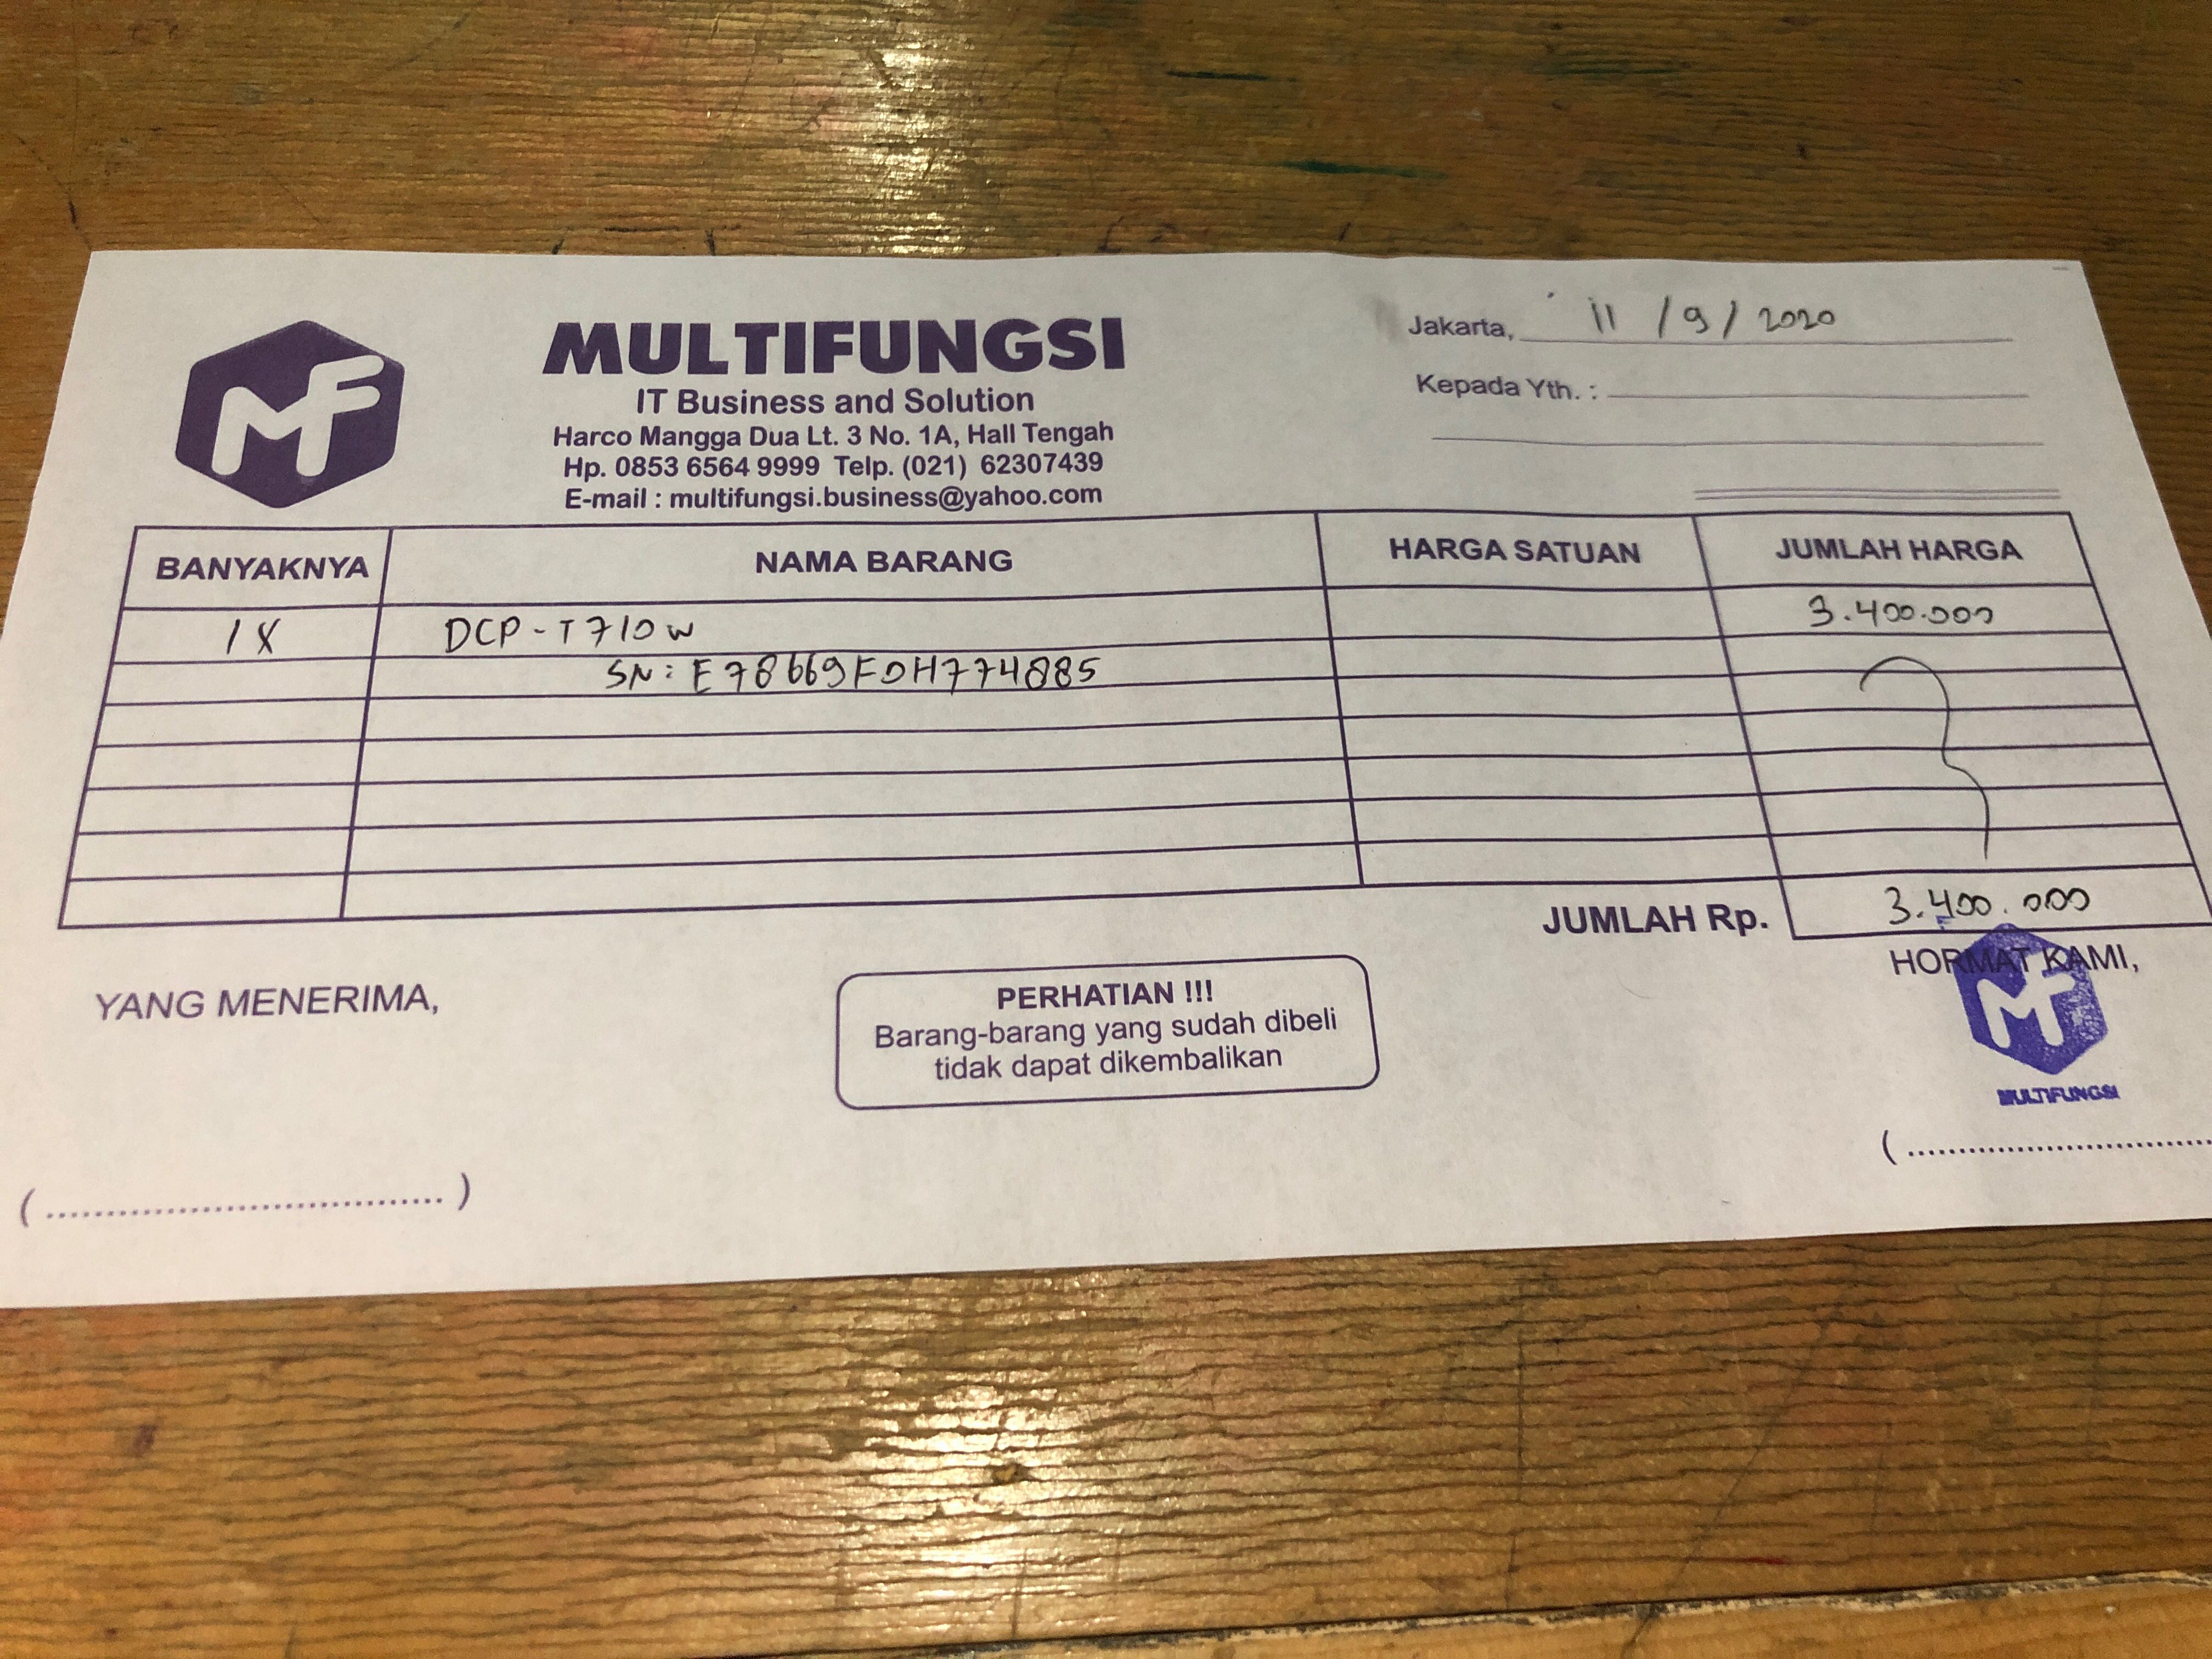 MF
MULTIFUNGSI
IT Business and Solution
Harco Mangga Dua Lt. 3 No. 1A, Hall Tengah
Hp. 0853 6564 9999 Telp. (021) 62307439
E-mail : multifungsi.business@yahoo.com
Jakarta, 11 / 9 / 2020
Kepada Yth. :
BANYAKNYA NAMA BARANG HARGA SATUAN JUMLAH HARGA
1X DCP-T710W 3.400.000
SN: E78669F0H774885
JUMLAH Rp. 3.400.000
YANG MENERIMA,
PERHATIAN !!!
Barang-barang yang sudah dibeli
tidak dapat dikembalikan
HORMAT KAMI,
MF
MULTIFUNGSI
(....................................)
(..............................